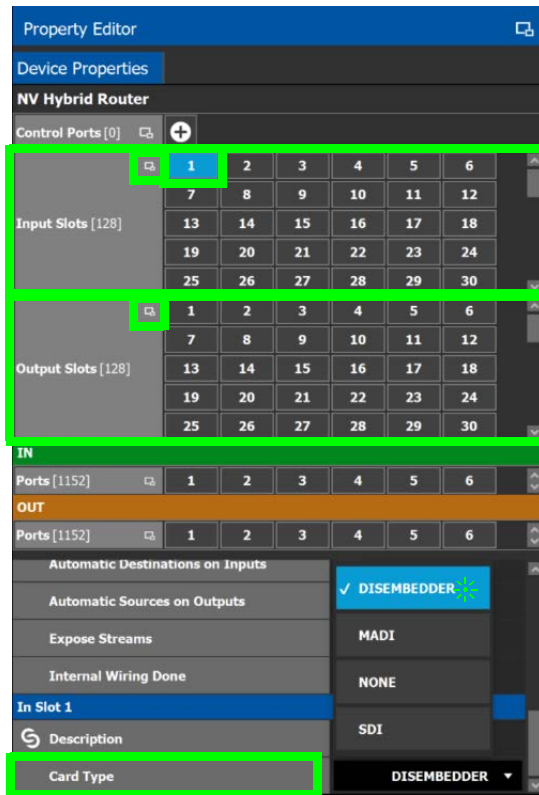 Property Editor
Device Properties
NV Hybrid Router
Control Ports [0]
1 2 3 4 5 6
7 8 9 10 11 12
Input Slots [128] 13 14 15 16 17 18
19 20 21 22 23 24
25 26 27 28 29 30
1 2 3 4 5 6
7 8 9 10 11 12
Output Slots [128] 13 14 15 16 17 18
19 20 21 22 23 24
25 26 27 28 29 30
IN
Ports [1152] 1 2 3 4 5 6
OUT
Ports [1152] 1 2 3 4 5 6
Automatic Destinations on Inputs
✓ DISEMBEDDER
Automatic Sources on Outputs
Expose Streams MADI
Internal Wiring Done NONE
In Slot 1
SDI
Description
Card Type DISEMBEDDER